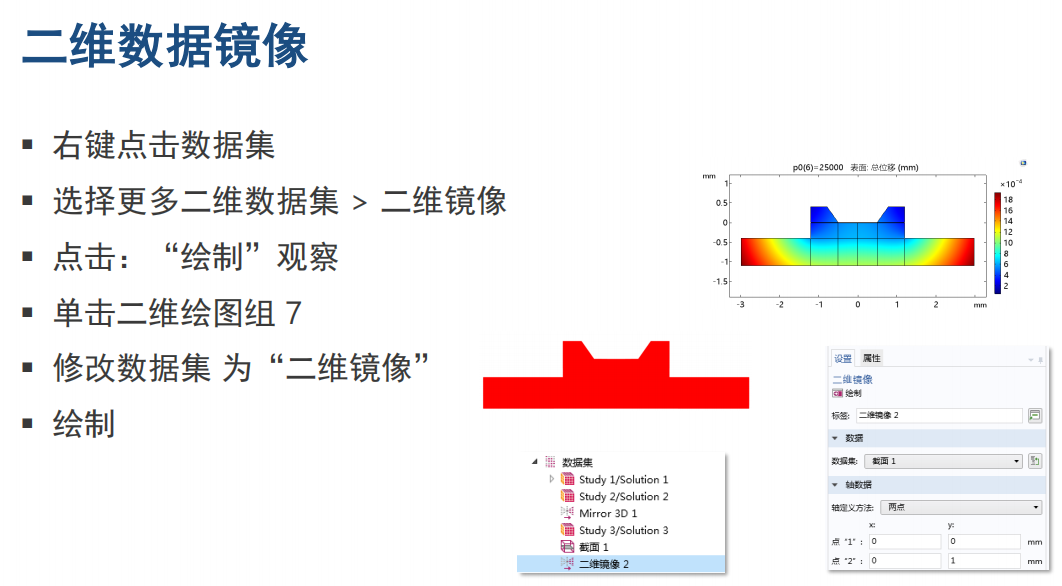 二维数据镜像
▪ 右键点击数据集
▪ 选择更多二维数据集 > 二维镜像
▪ 点击：“绘制”观察
▪ 单击二维绘图组 7
▪ 修改数据集 为“二维镜像”
▪ 绘制
p0(6)=25000 表面: 总位移 (mm)
mm
×10⁻⁴
1
0.5
0
-0.5
-1
-1.5
-3 -2 -1 0 1 2 mm
18
16
14
12
10
8
6
4
2
数据集
Study 1/Solution 1
Study 2/Solution 2
Mirror 3D 1
Study 3/Solution 3
截面 1
二维镜像 2
设置 属性
二维镜像
绘制
标签: 二维镜像 2
数据
数据集: 截面 1
轴数据
轴定义方法: 两点
x: y:
点 “1”: 0 0 mm
点 “2”: 0 1 mm